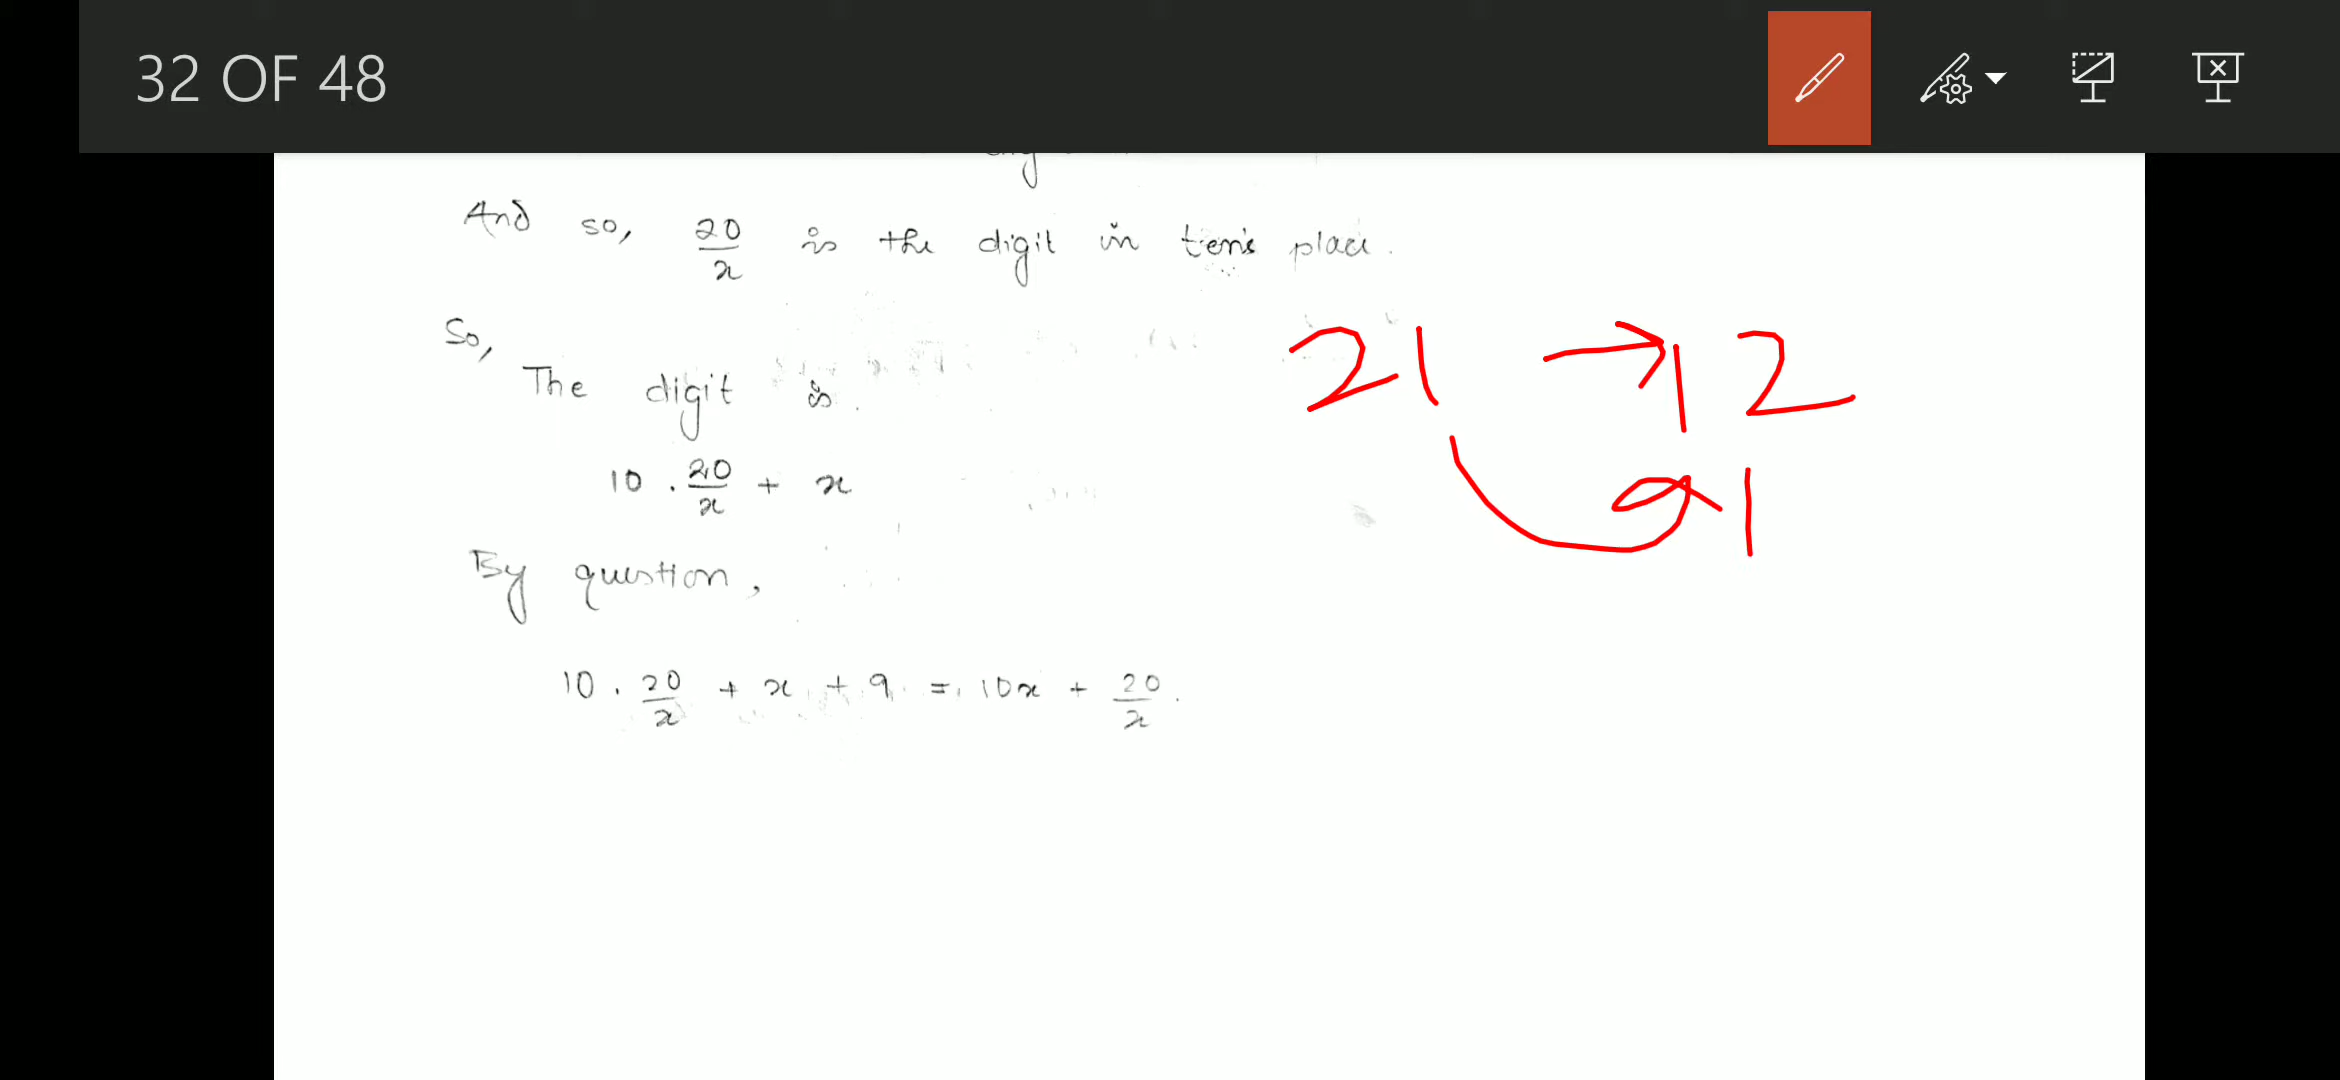 32 OF 48
And so, 20/x is the digit in ten's place.
So,
The digit is.
10 . 20/x + x
21 → 12
21
By question,
10 . 20/x + x + 9 = 10x + 20/x.